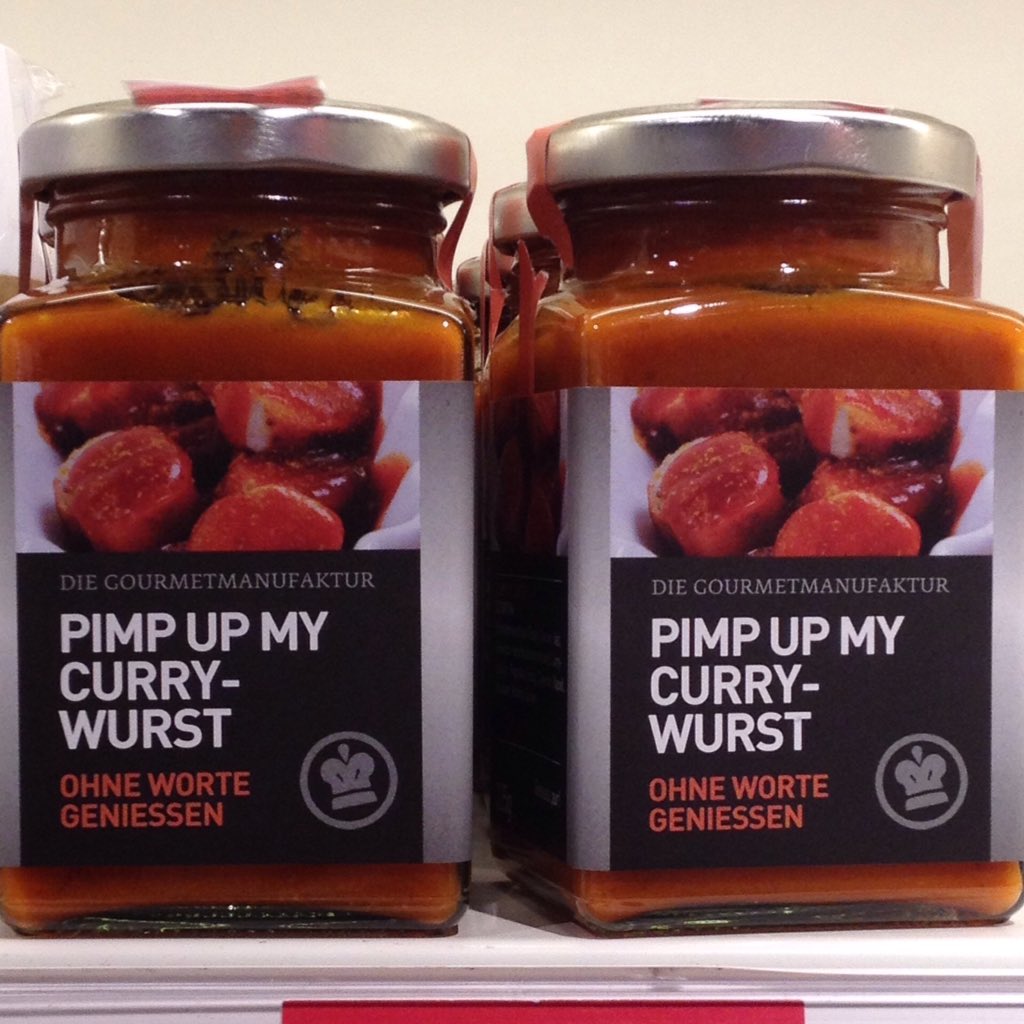 DIE GOURMETMANUFAKTUR
PIMP UP MY
CURRY-
WURST
OHNE WORTE
GENIESSEN
DIE GOURMETMANUFAKTUR
PIMP UP MY
CURRY-
WURST
OHNE WORTE
GENIESSEN